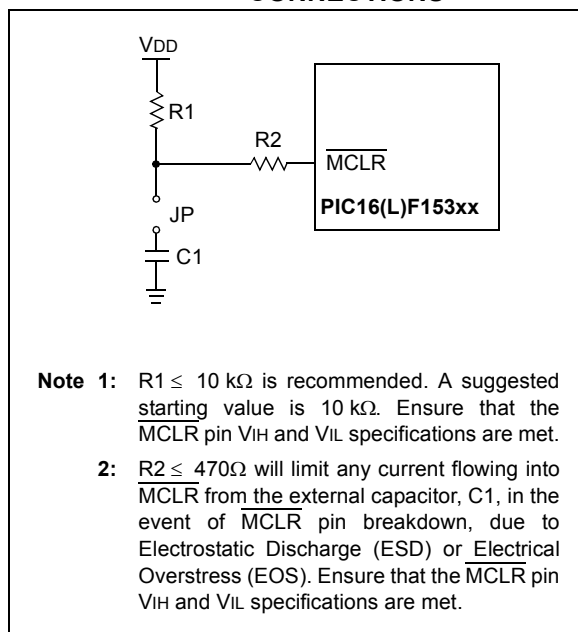 VDD
R1
R2
MCLR
PIC16(L)F153xx
JP
C1
Note 1: R1 ≤ 10 kΩ is recommended. A suggested
starting value is 10 kΩ. Ensure that the
MCLR pin VIH and VIL specifications are met.
2: R2 ≤ 470Ω will limit any current flowing into
MCLR from the external capacitor, C1, in the
event of MCLR pin breakdown, due to
Electrostatic Discharge (ESD) or Electrical
Overstress (EOS). Ensure that the MCLR pin
VIH and VIL specifications are met.